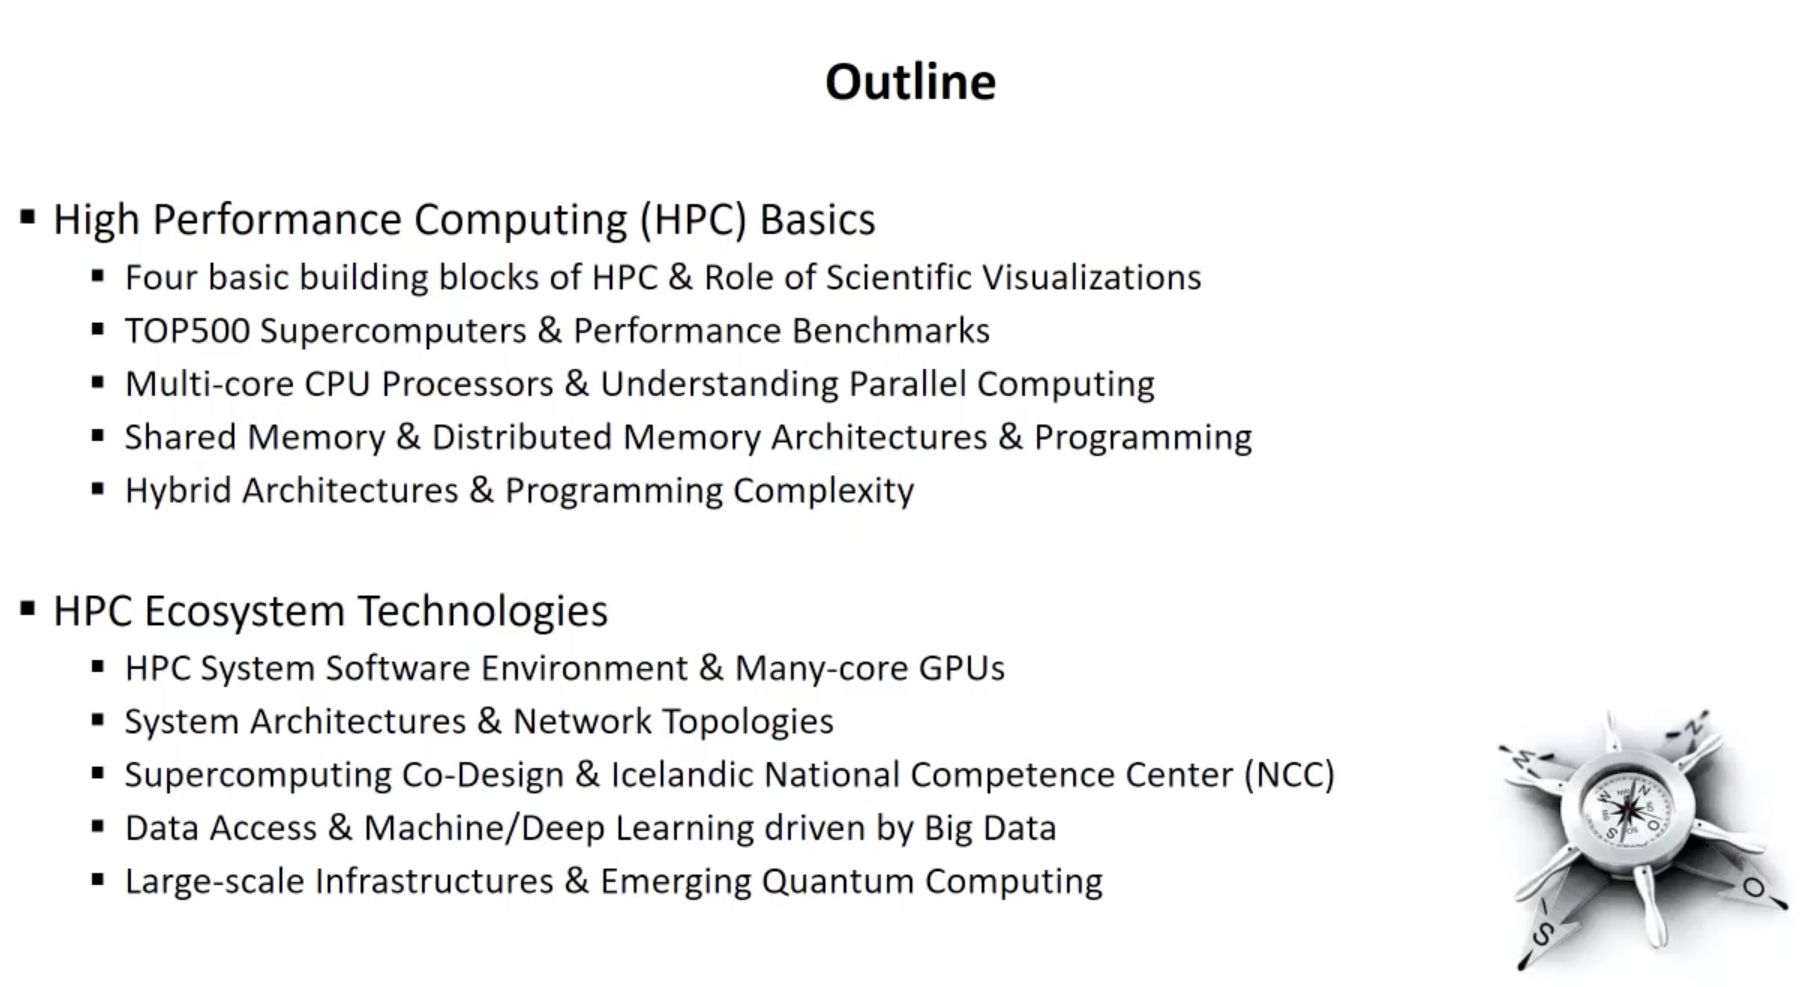 Outline
▪ High Performance Computing (HPC) Basics
▪ Four basic building blocks of HPC & Role of Scientific Visualizations
▪ TOP500 Supercomputers & Performance Benchmarks
▪ Multi-core CPU Processors & Understanding Parallel Computing
▪ Shared Memory & Distributed Memory Architectures & Programming
▪ Hybrid Architectures & Programming Complexity
▪ HPC Ecosystem Technologies
▪ HPC System Software Environment & Many-core GPUs
▪ System Architectures & Network Topologies
▪ Supercomputing Co-Design & Icelandic National Competence Center (NCC)
▪ Data Access & Machine/Deep Learning driven by Big Data
▪ Large-scale Infrastructures & Emerging Quantum Computing
N
W
O
S
O
S